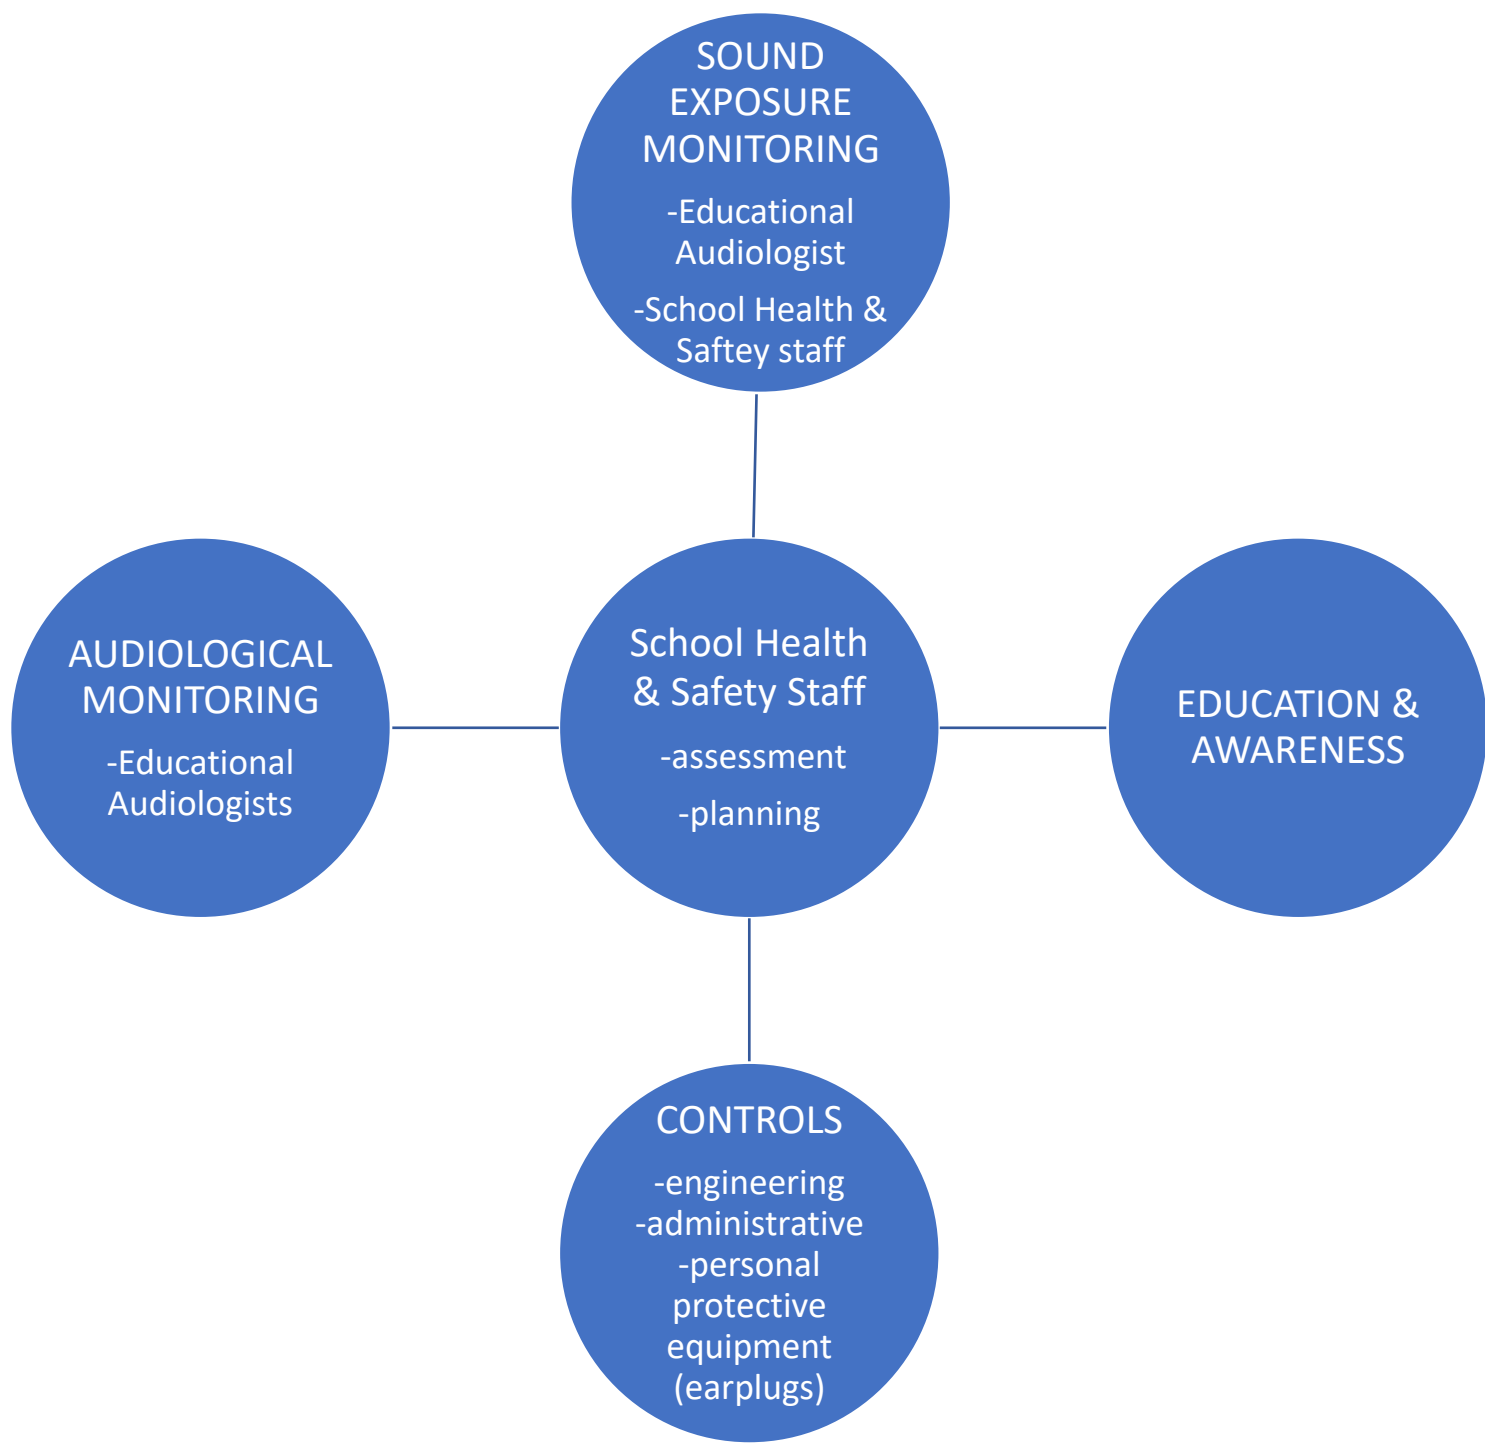 SOUND
EXPOSURE
MONITORING
-Educational
Audiologist
-School Health &
Saftey staff
AUDIOLOGICAL
MONITORING
-Educational
Audiologists
School Health
& Safety Staff
-assessment
-planning
EDUCATION &
AWARENESS
CONTROLS
-engineering
-administrative
-personal
protective
equipment
(earplugs)